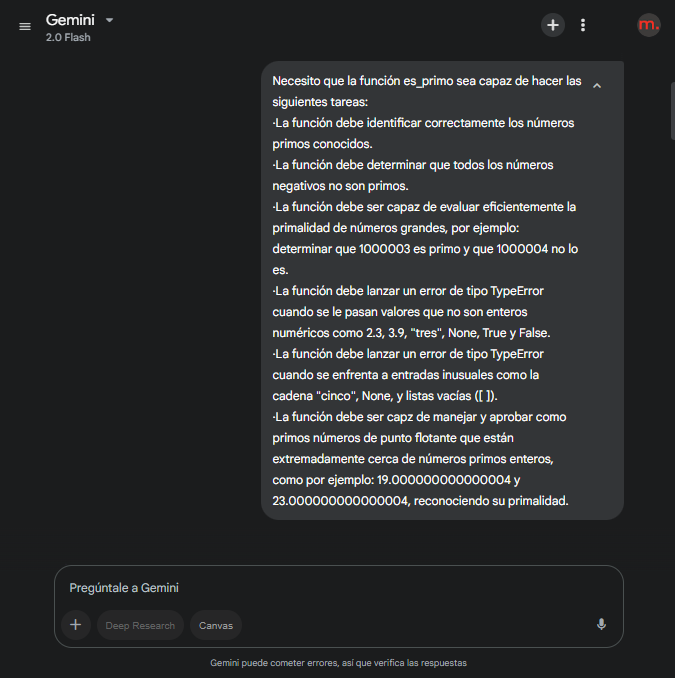 Gemini
2.0 Flash
m.
Necesito que la función es_primo sea capaz de hacer las
siguientes tareas:
·La función debe identificar correctamente los números
primos conocidos.
·La función debe determinar que todos los números
negativos no son primos.
·La función debe ser capaz de evaluar eficientemente la
primalidad de números grandes, por ejemplo:
determinar que 1000003 es primo y que 1000004 no lo
es.
·La función debe lanzar un error de tipo TypeError
cuando se le pasan valores que no son enteros
numéricos como 2.3, 3.9, "tres", None, True y False.
·La función debe lanzar un error de tipo TypeError
cuando se enfrenta a entradas inusuales como la
cadena "cinco", None, y listas vacías ([ ]).
·La función debe ser capz de manejar y aprobar como
primos números de punto flotante que están
extremadamente cerca de números primos enteros,
como por ejemplo: 19.000000000000004 y
23.000000000000004, reconociendo su primalidad.
Pregúntale a Gemini
Deep Research
Canvas
Gemini puede cometer errores, así que verifica las respuestas